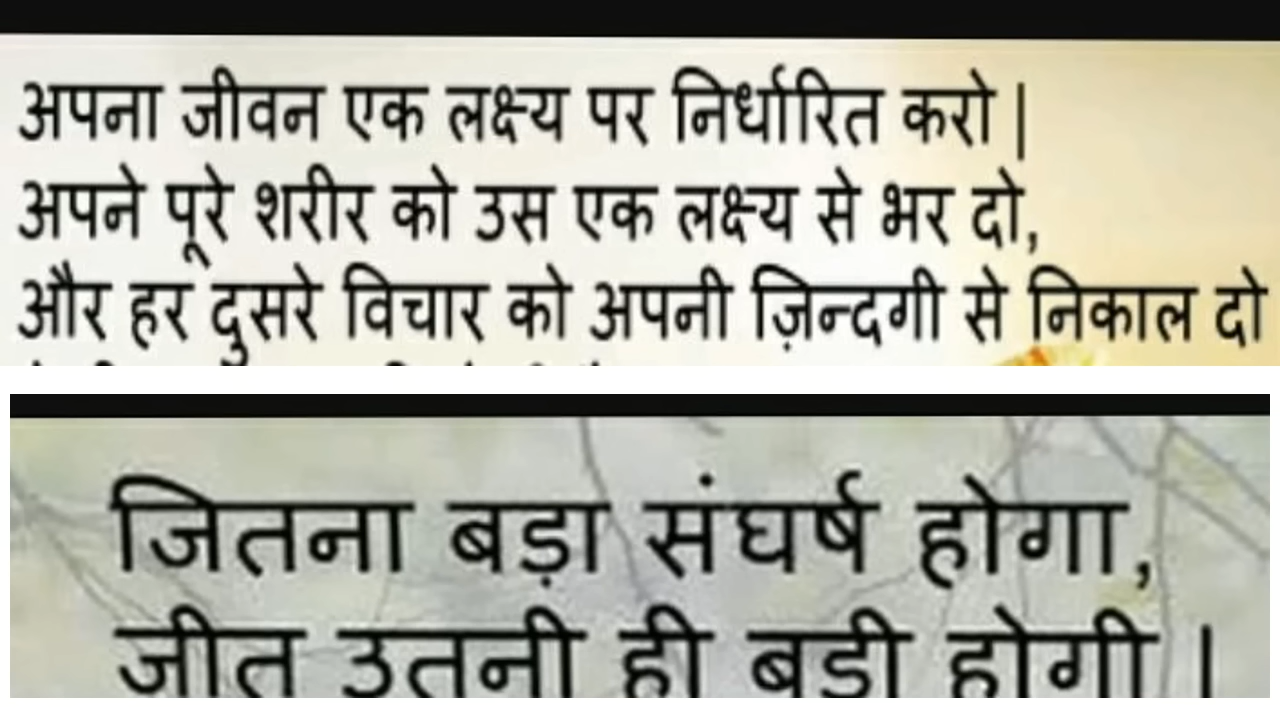 अपना जीवन एक लक्ष्य पर निर्धारित करो |
अपने पूरे शरीर को उस एक लक्ष्य से भर दो,
और हर दुसरे विचार को अपनी ज़िन्दगी से निकाल दो
जितना बड़ा संघर्ष होगा,
जीत उतनी ही बडी होगी |